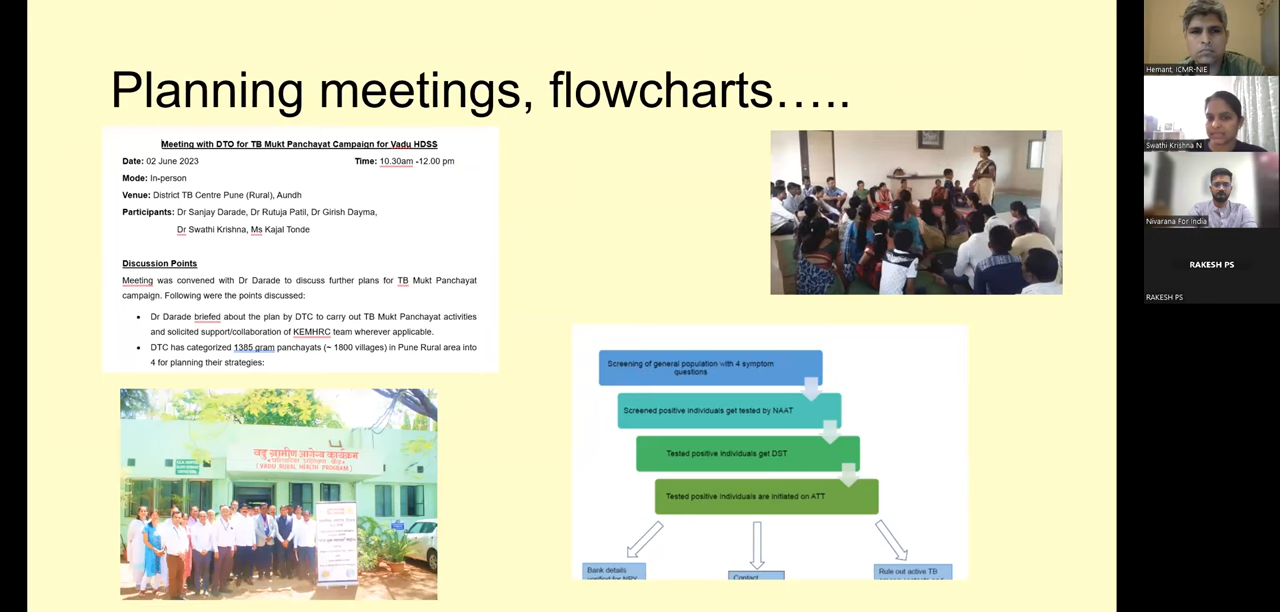 Planning meetings, flowcharts.....
Meeting with DTO for TB Mukt Panchayat Campaign for Vadu HDSS
Date: 02 June 2023 Time: 10.30am -12.00 pm
Mode: In-person
Venue: District TB Centre Pune (Rural), Aundh
Participants: Dr Sanjay Darade, Dr Rutuja Patil, Dr Girish Dayma,
Dr Swathi Krishna, Ms Kajal Tonde
Discussion Points
Meeting was convened with Dr Darade to discuss further plans for TB Mukt Panchayat
campaign. Following were the points discussed:
• Dr Darade briefed about the plan by DTC to carry out TB Mukt Panchayat activities
and solicited support/collaboration of KEMHRC team wherever applicable.
• DTC has categorized 1385 gram panchayats (~ 1800 villages) in Pune Rural area into
4 for planning their strategies:
वडु ग्रामीण आरोग्य कार्यक्रम
(VADU RURAL HEALTH PROGRAM)
Screening of general population with 4 symptom
questions
Screened positive individuals get tested by NAAT
Tested positive individuals get DST
Tested positive individuals are initiated on ATT
Bank details
verified for NPY
Contact
Rule out active TB
Hemant, ICMR-NIE
Swathi Krishna N
Nivarana For India
RAKESH PS
RAKESH PS